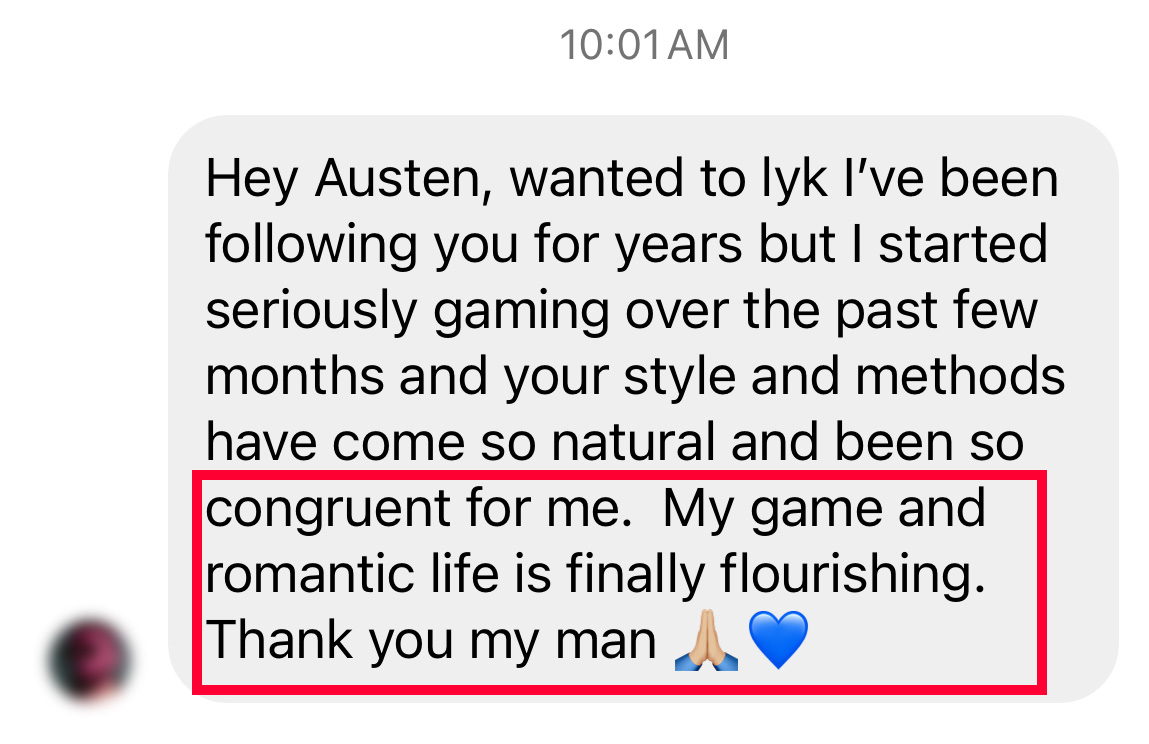 10:01 AM
Hey Austen, wanted to lyk I’ve been
following you for years but I started
seriously gaming over the past few
months and your style and methods
have come so natural and been so
congruent for me.  My game and
romantic life is finally flourishing.
Thank you my man 🙏🏼💙